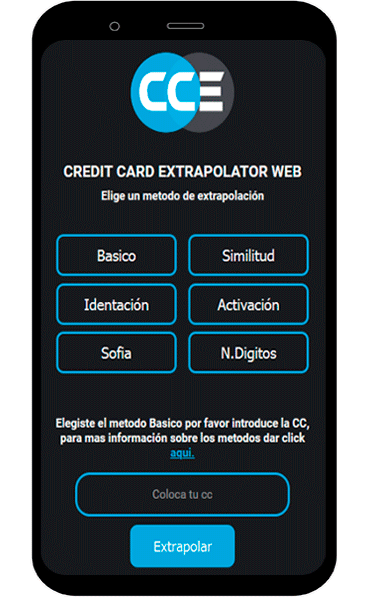 CCE
CREDIT CARD EXTRAPOLATOR WEB
Elige un metodo de extrapolación
Basico
Similitud
Identación
Activación
Sofia
N.Digitos
Elegiste el metodo Basico por favor introduce la CC,
para mas información sobre los metodos dar click
aqui.
Coloca tu cc
Extrapolar